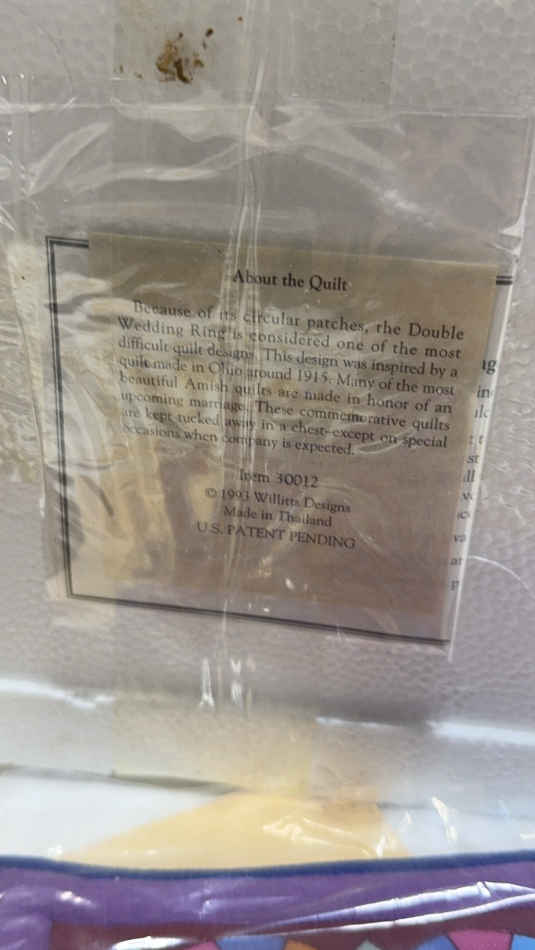 About the Quilt
Because of its circular patches, the Double
Wedding Ring is considered one of the most
difficult quilt designs. This design was inspired by a
quilt made in Ohio around 1915. Many of the most
beautiful Amish quilts are made in honor of an
upcoming marriage. These commemorative quilts
are kept tucked away in a chest–except on special
occasions when company is expected.
Item 30012
© 1993 Willitts Designs
Made in Thailand
U.S. PATENT PENDING